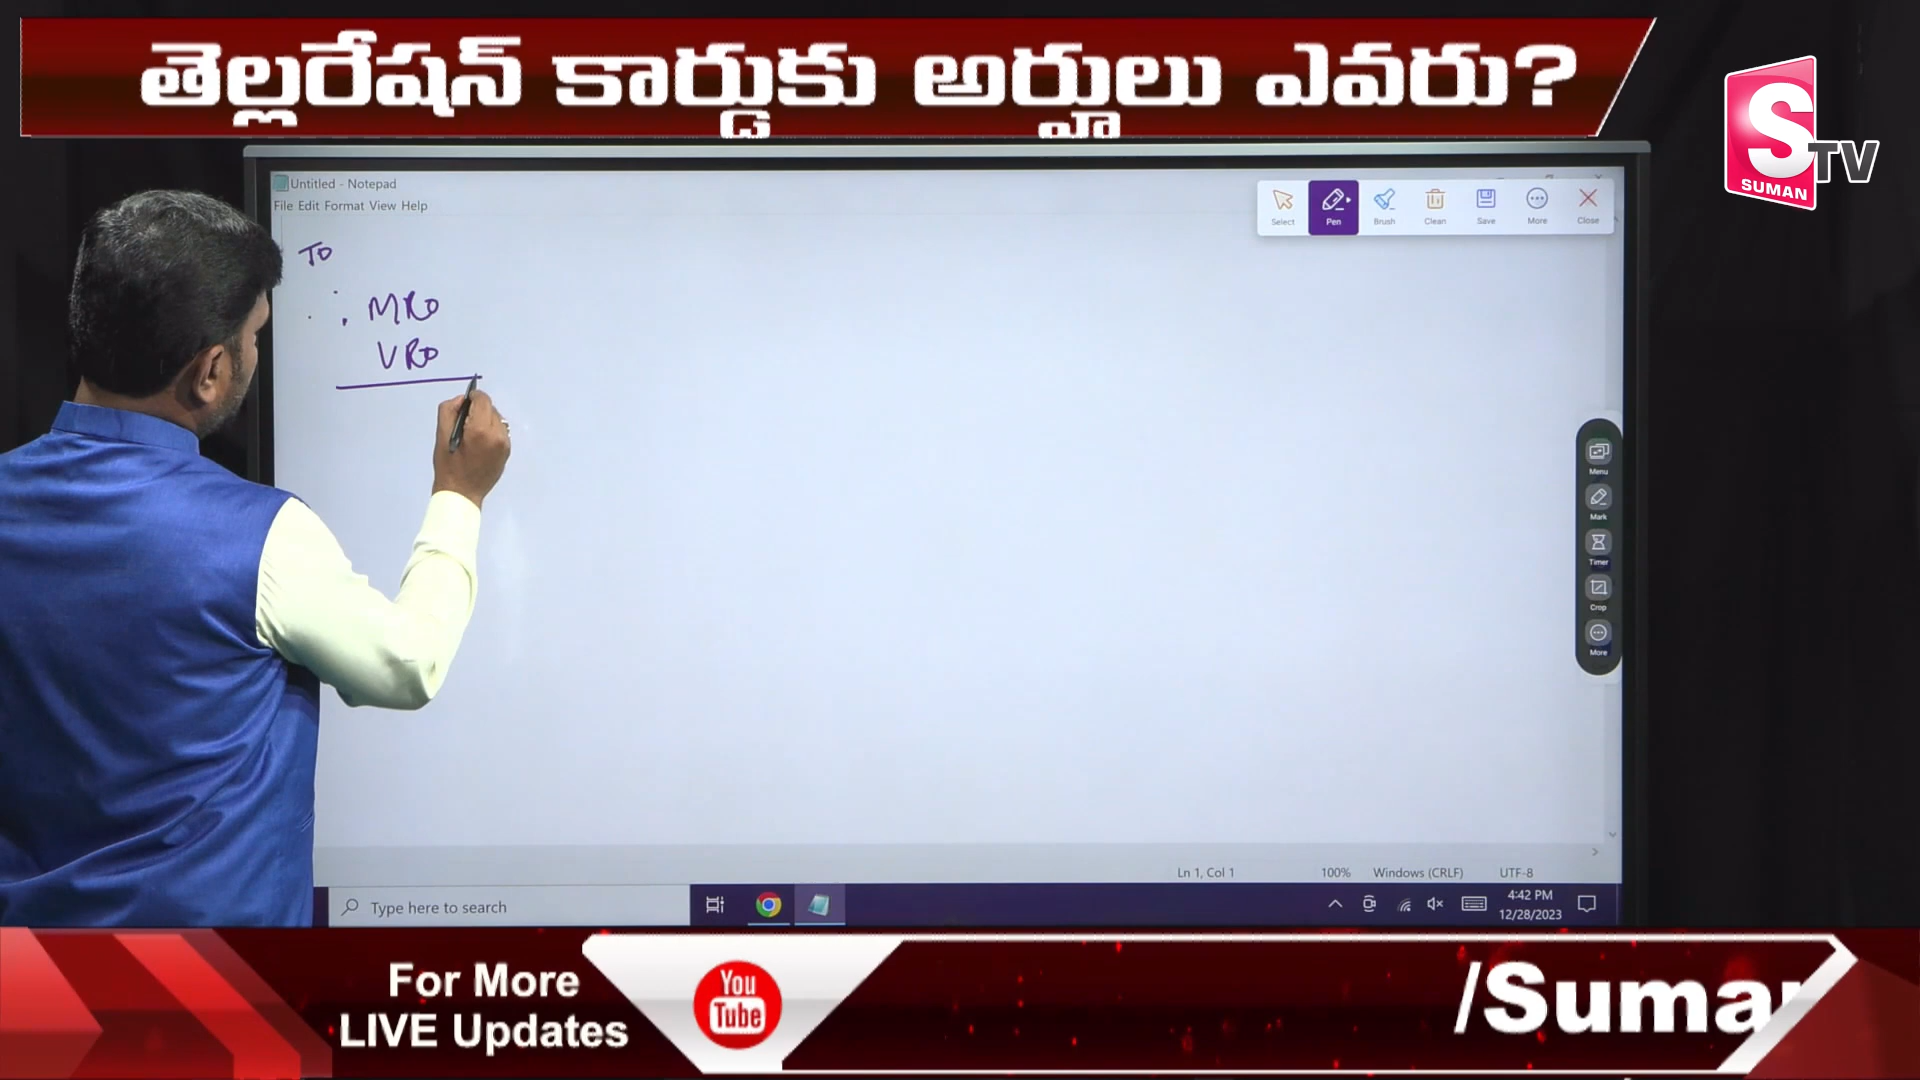 తెల్లరేషన్ కార్డుకు అర్హులు ఎవరు?
S TV
SUMAN
Untitled - Notepad
File Edit Format View Help
Select Pen Brush Clean Save More Close
TO
MRO
VRO
Menu
Mark
Timer
Crop
More
Ln 1, Col 1 100% Windows (CRLF) UTF-8
Type here to search
4:42 PM
12/28/2023
For More
LIVE Updates
You
Tube
/Suma